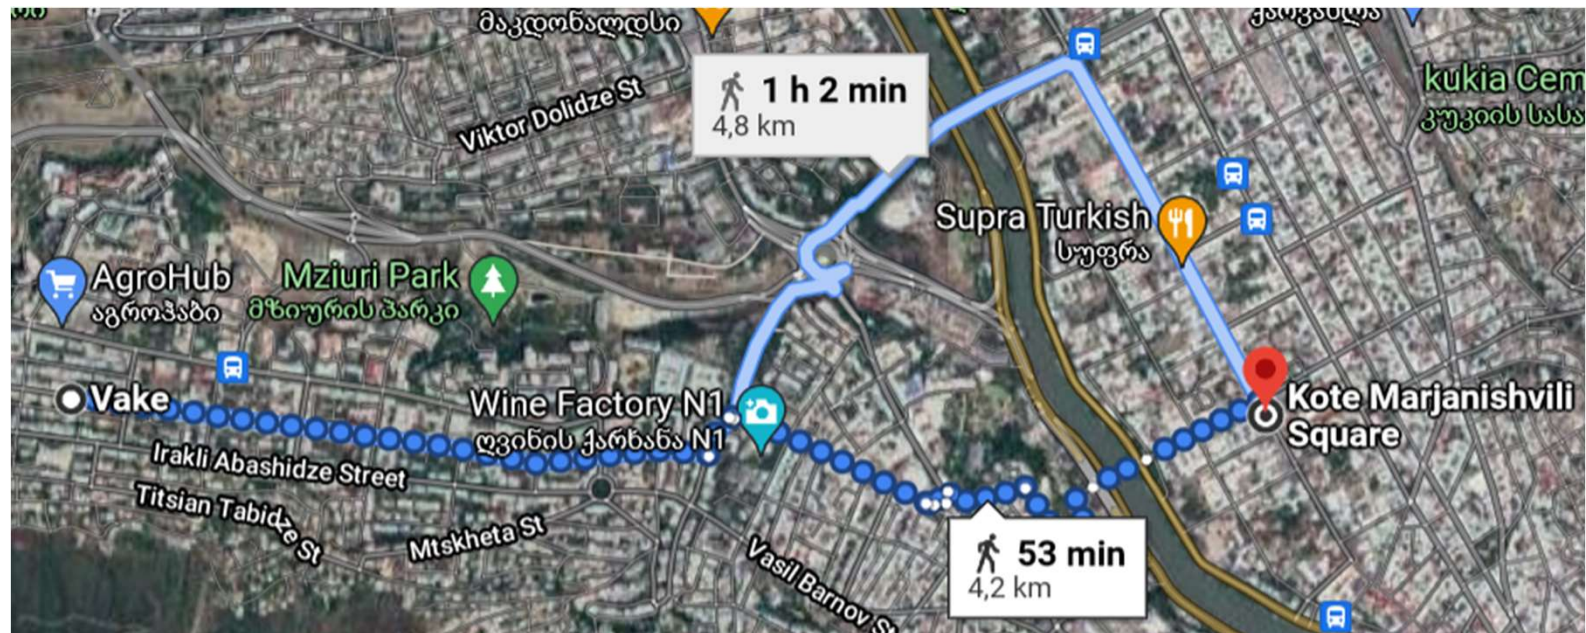 მაკდონალდსი
Viktor Dolidze St
1 h 2 min
4,8 km
kukia Cem
კუკიის სასა
Supra Turkish
სუფრა
AgroHub
აგროჰაბი
Mziuri Park
მზიურის პარკი
Vake
Wine Factory N1
ღვინის ქარხანა N1
Kote Marjanishvili
Square
Irakli Abashidze Street
Titsian Tabidze St
Mtskheta St
Vasil Barnov St
53 min
4,2 km